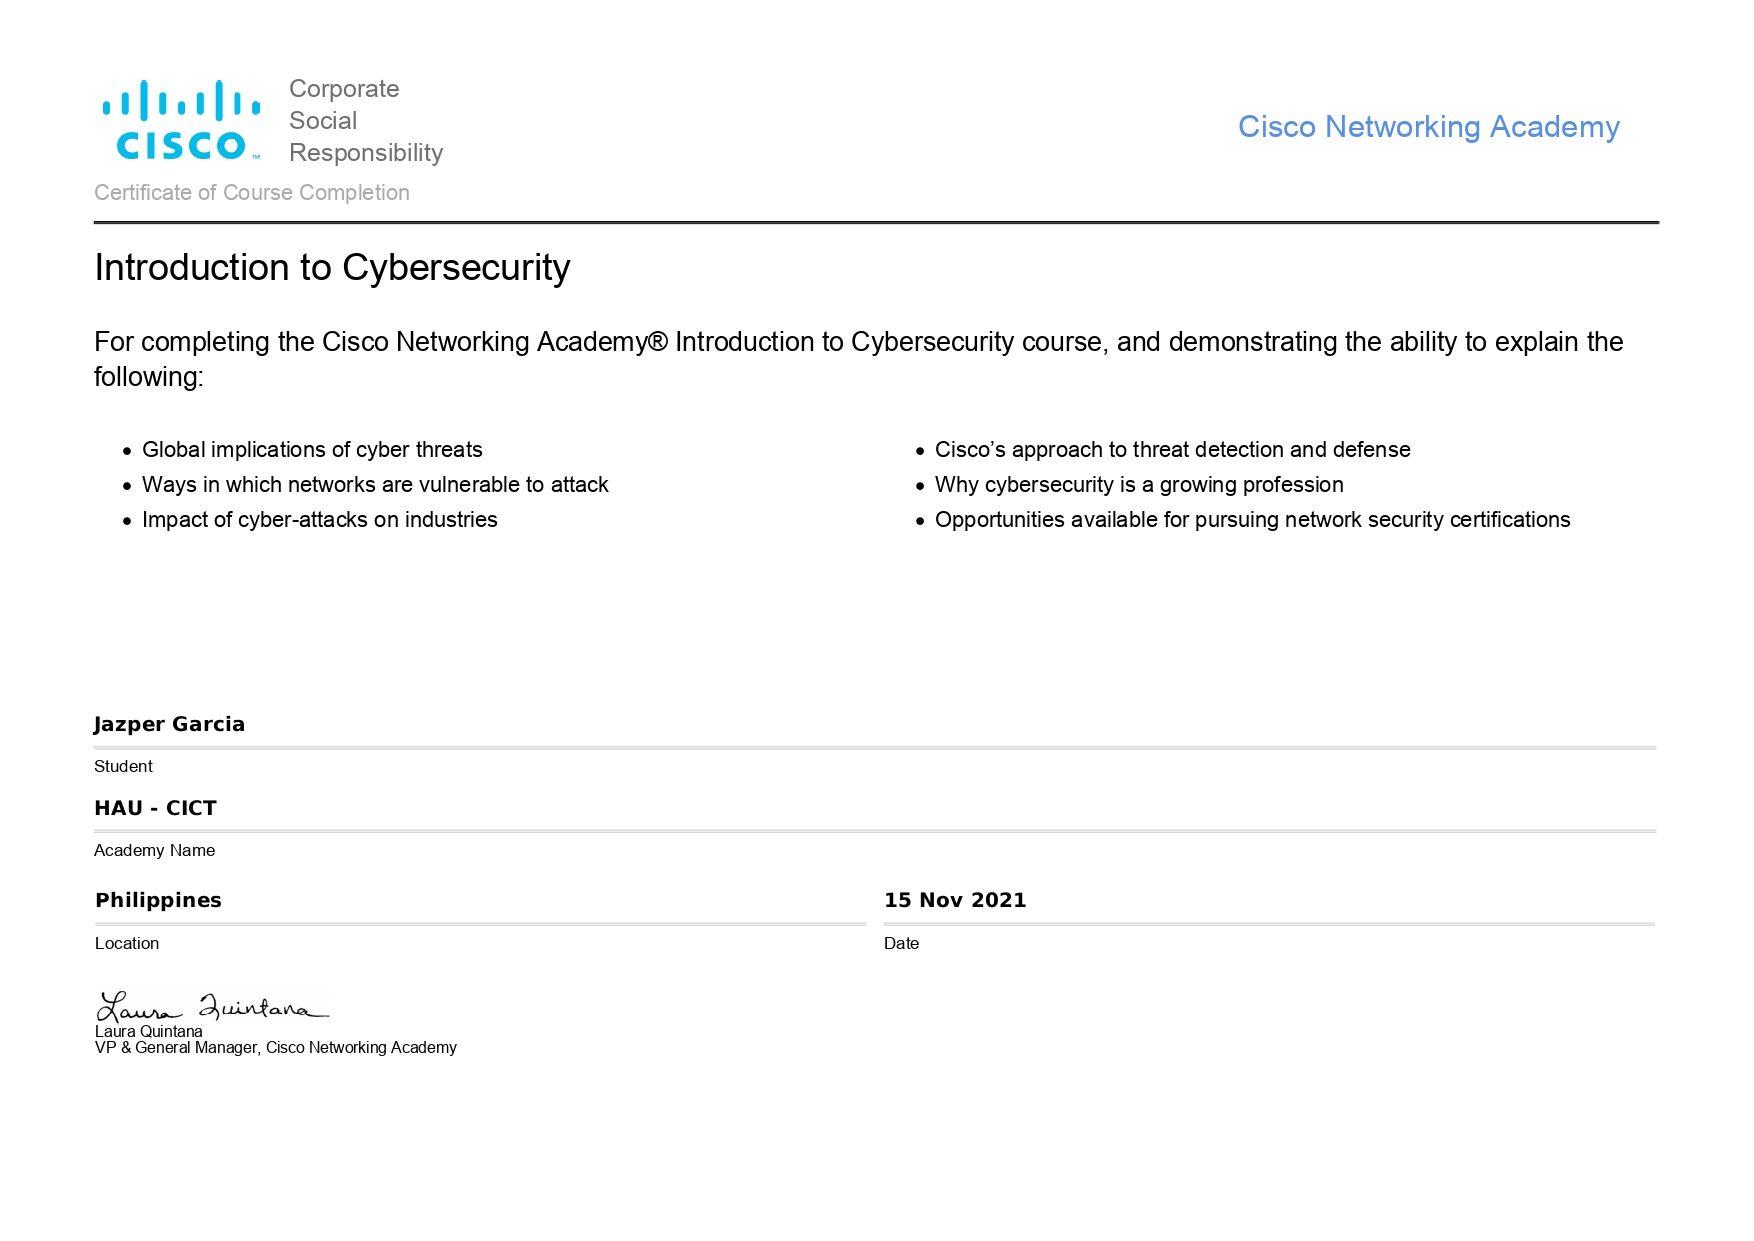 CISCO™
Corporate
Social
Responsibility
Cisco Networking Academy
Certificate of Course Completion
Introduction to Cybersecurity
For completing the Cisco Networking Academy® Introduction to Cybersecurity course, and demonstrating the ability to explain the
following:
• Global implications of cyber threats
• Ways in which networks are vulnerable to attack
• Impact of cyber-attacks on industries
• Cisco’s approach to threat detection and defense
• Why cybersecurity is a growing profession
• Opportunities available for pursuing network security certifications
Jazper Garcia
Student
HAU - CICT
Academy Name
Philippines
Location
15 Nov 2021
Date
Laura Quintana
Laura Quintana
VP & General Manager, Cisco Networking Academy